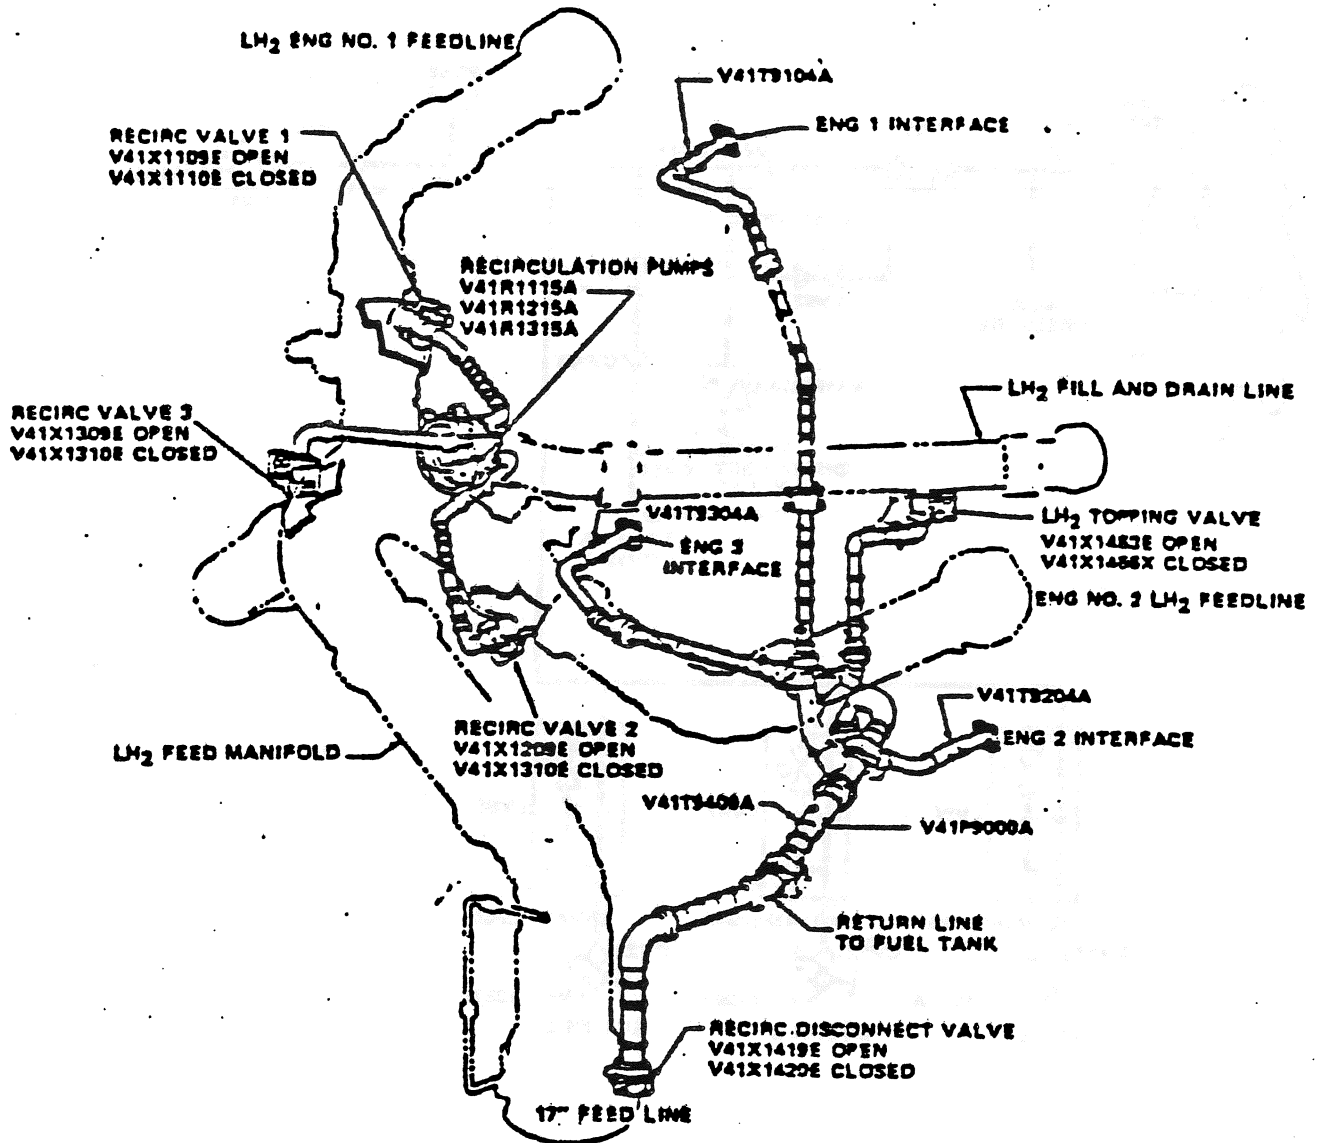 LH2 ENG NO. 1 FEEDLINE
V41T9104A
ENG 1 INTERFACE
RECIRC VALVE 1
V41X1109E OPEN
V41X1110E CLOSED
RECIRCULATION PUMPS
V41R1115A
V41R1215A
V41R1315A
LH2 FILL AND DRAIN LINE
RECIRC VALVE 3
V41X1309E OPEN
V41X1310E CLOSED
V41T9304A
ENG 3
INTERFACE
LH2 TOPPING VALVE
V41X1463E OPEN
V41X1466X CLOSED
ENG NO. 2 LH2 FEEDLINE
V41T9204A
ENG 2 INTERFACE
RECIRC VALVE 2
V41X1209E OPEN
V41X1310E CLOSED
LH2 FEED MANIFOLD
V41P9000A
RETURN LINE
TO FUEL TANK
RECIRC. DISCONNECT VALVE
V41X1419E OPEN
V41X1420E CLOSED
17" FEED LINE